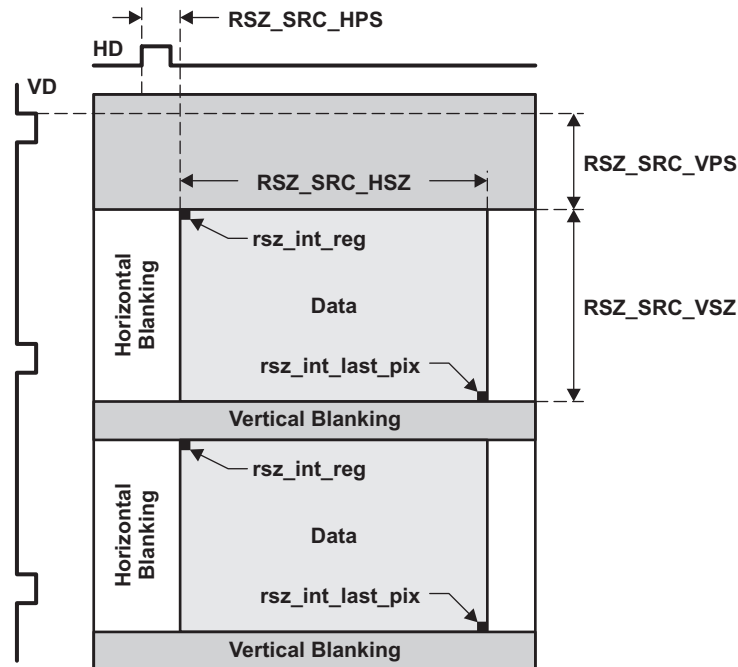 RSZ_SRC_HPS
HD
VD
RSZ_SRC_VPS
RSZ_SRC_HSZ
rsz_int_reg
Horizontal
Blanking
Data
RSZ_SRC_VSZ
rsz_int_last_pix
Vertical Blanking
rsz_int_reg
Horizontal
Blanking
Data
rsz_int_last_pix
Vertical Blanking